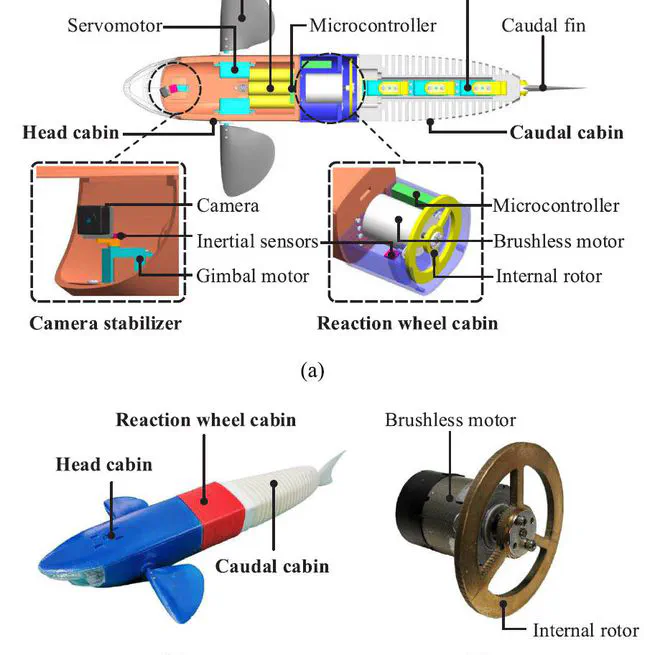 Servomotor
Microcontroller
Caudal fin
Head cabin
Caudal cabin
Camera
Microcontroller
Inertial sensors
Brushless motor
Gimbal motor
Internal rotor
Camera stabilizer
Reaction wheel cabin
(a)
Reaction wheel cabin
Brushless motor
Head cabin
Caudal cabin
Internal rotor